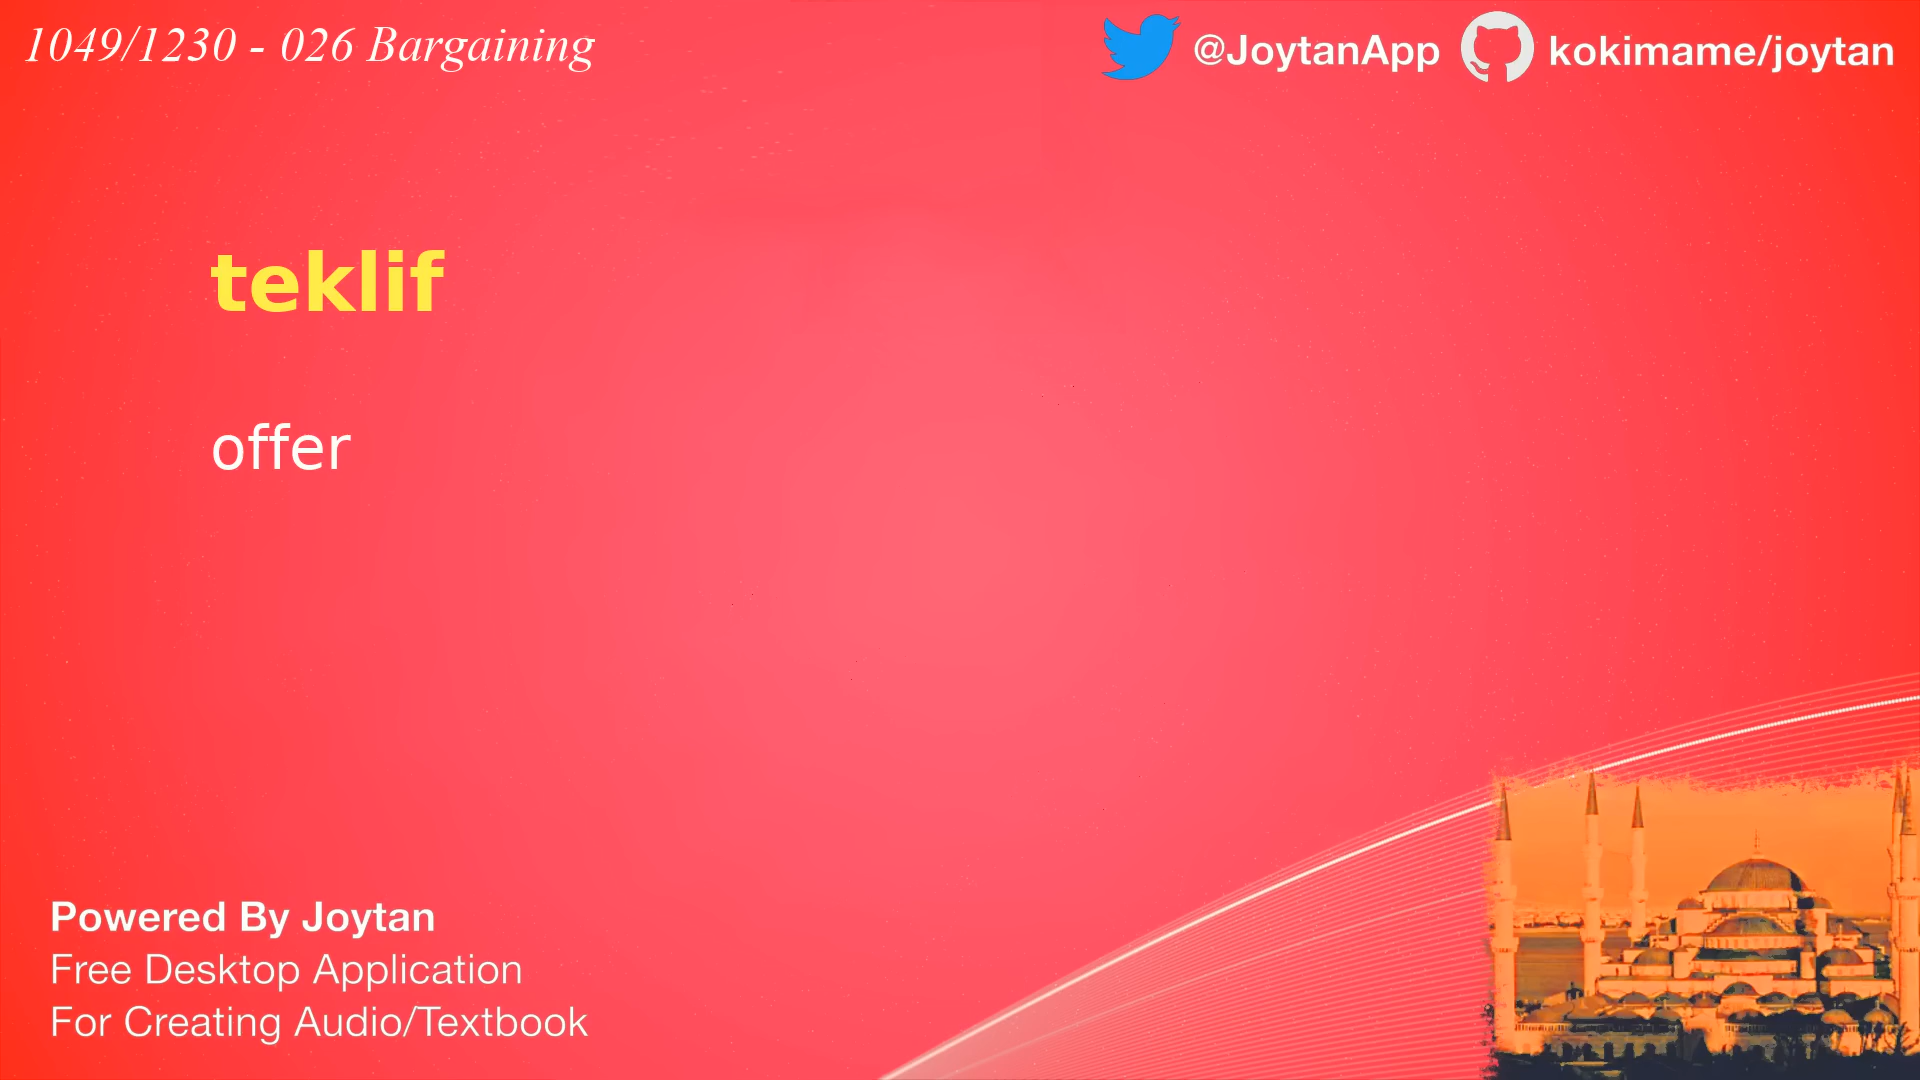 1049/1230 - 026 Bargaining
@JoytanApp
kokimame/joytan
teklif
offer
Powered By Joytan
Free Desktop Application
For Creating Audio/Textbook